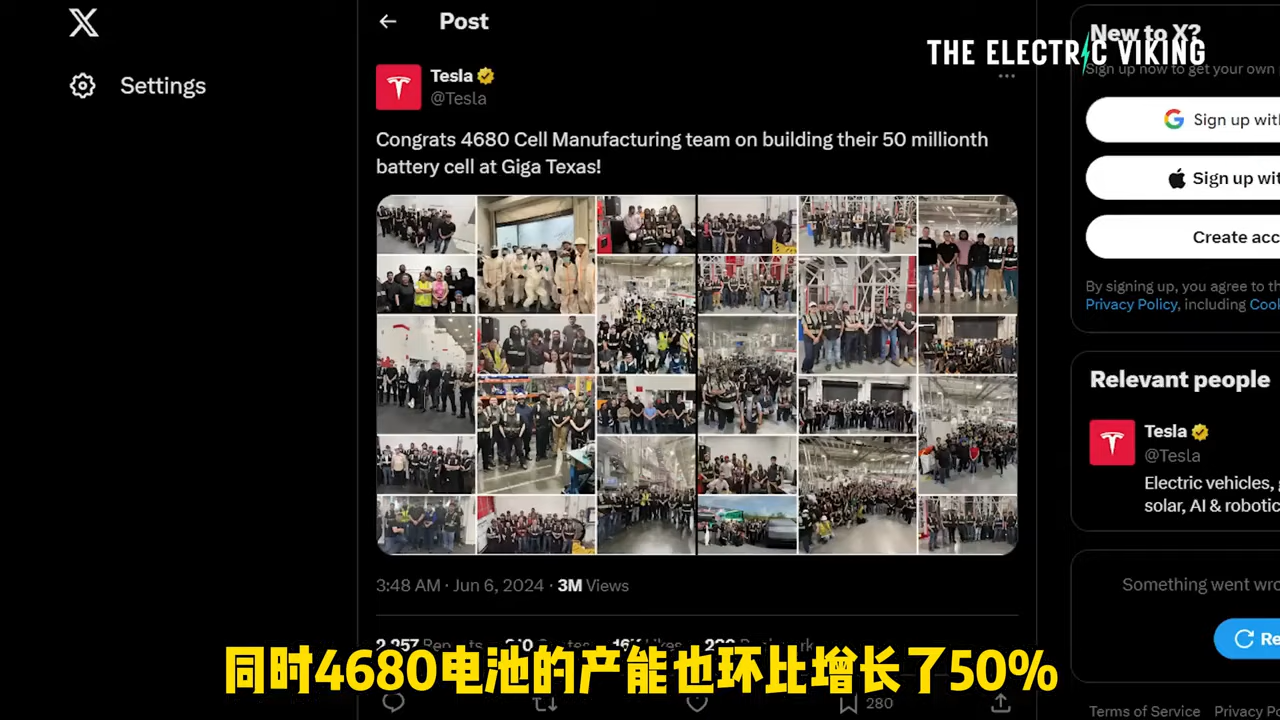 Post
THE ELECTRIC VIKING
New to X?
Settings
Tesla
@Tesla
Sign up now to get your own
Sign up with
Congrats 4680 Cell Manufacturing team on building their 50 millionth
battery cell at Giga Texas!
Sign up wit
Create acc
By signing up, you agree to th
Privacy Policy, including Cook
Relevant people
Tesla
@Tesla
Electric vehicles, g
solar, AI & robotic
3:48 AM · Jun 6, 2024 · 3M Views
Something went wro
Re
同时4680电池的产能也环比增长了50%
280
Terms of Service Privacy Po